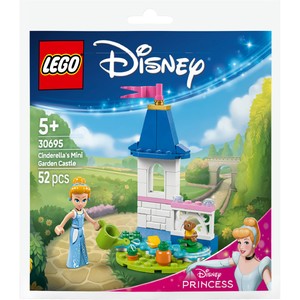 LEGO
Disney
5+
30695
Cinderella's Mini
Garden Castle
52 pcs
Disney
PRINCESS